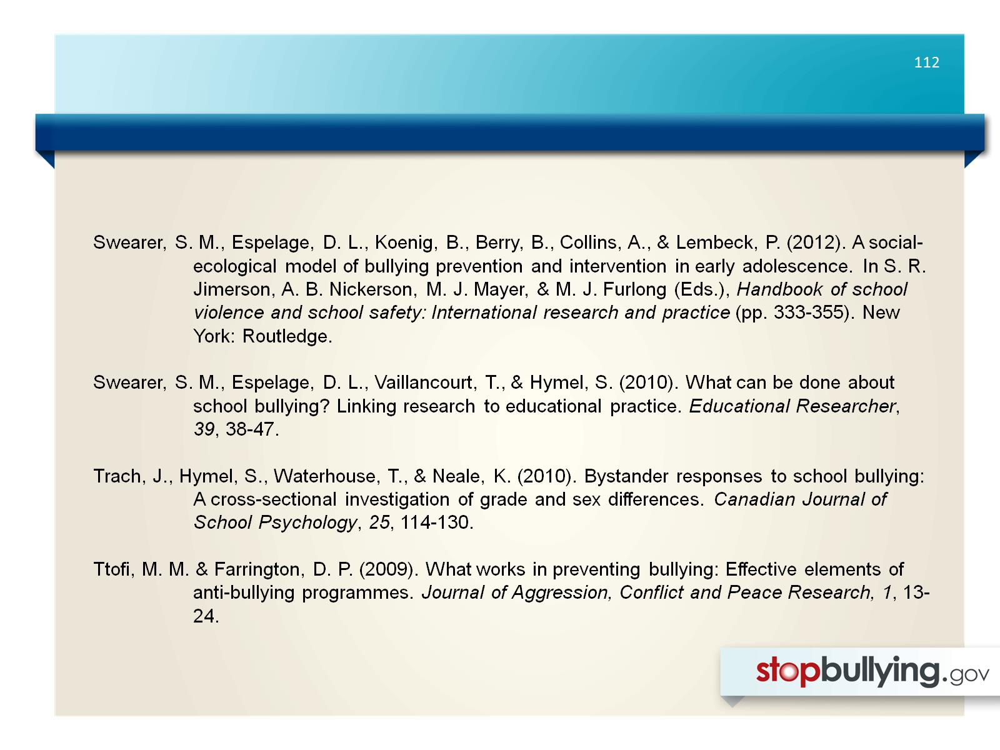 112
Swearer, S. M., Espelage, D. L., Koenig, B., Berry, B., Collins, A., & Lembeck, P. (2012). A social-
ecological model of bullying prevention and intervention in early adolescence. In S. R.
Jimerson, A. B. Nickerson, M. J. Mayer, & M. J. Furlong (Eds.), Handbook of school
violence and school safety: International research and practice (pp. 333-355). New
York: Routledge.
Swearer, S. M., Espelage, D. L., Vaillancourt, T., & Hymel, S. (2010). What can be done about
school bullying? Linking research to educational practice. Educational Researcher,
39, 38-47.
Trach, J., Hymel, S., Waterhouse, T., & Neale, K. (2010). Bystander responses to school bullying:
A cross-sectional investigation of grade and sex differences. Canadian Journal of
School Psychology, 25, 114-130.
Ttofi, M. M. & Farrington, D. P. (2009). What works in preventing bullying: Effective elements of
anti-bullying programmes. Journal of Aggression, Conflict and Peace Research, 1, 13-
24.
stopbullying.gov